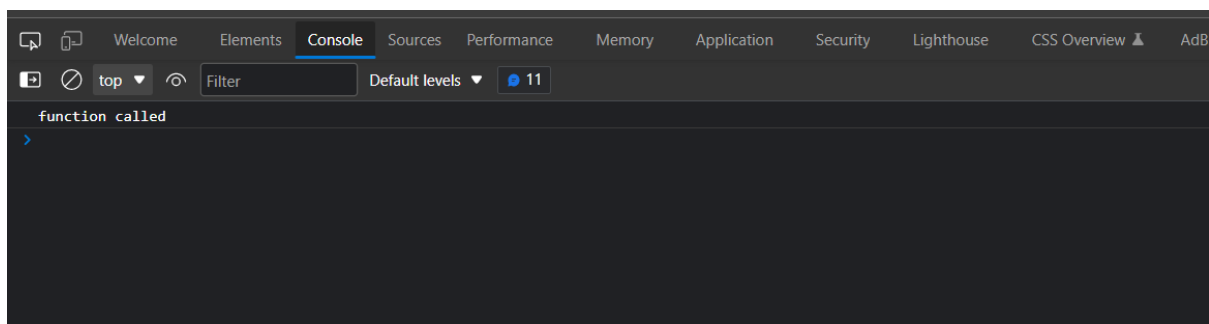 Welcome Elements Console Sources Performance Memory Application Security Lighthouse CSS Overview AdB
top Filter Default levels 11
function called